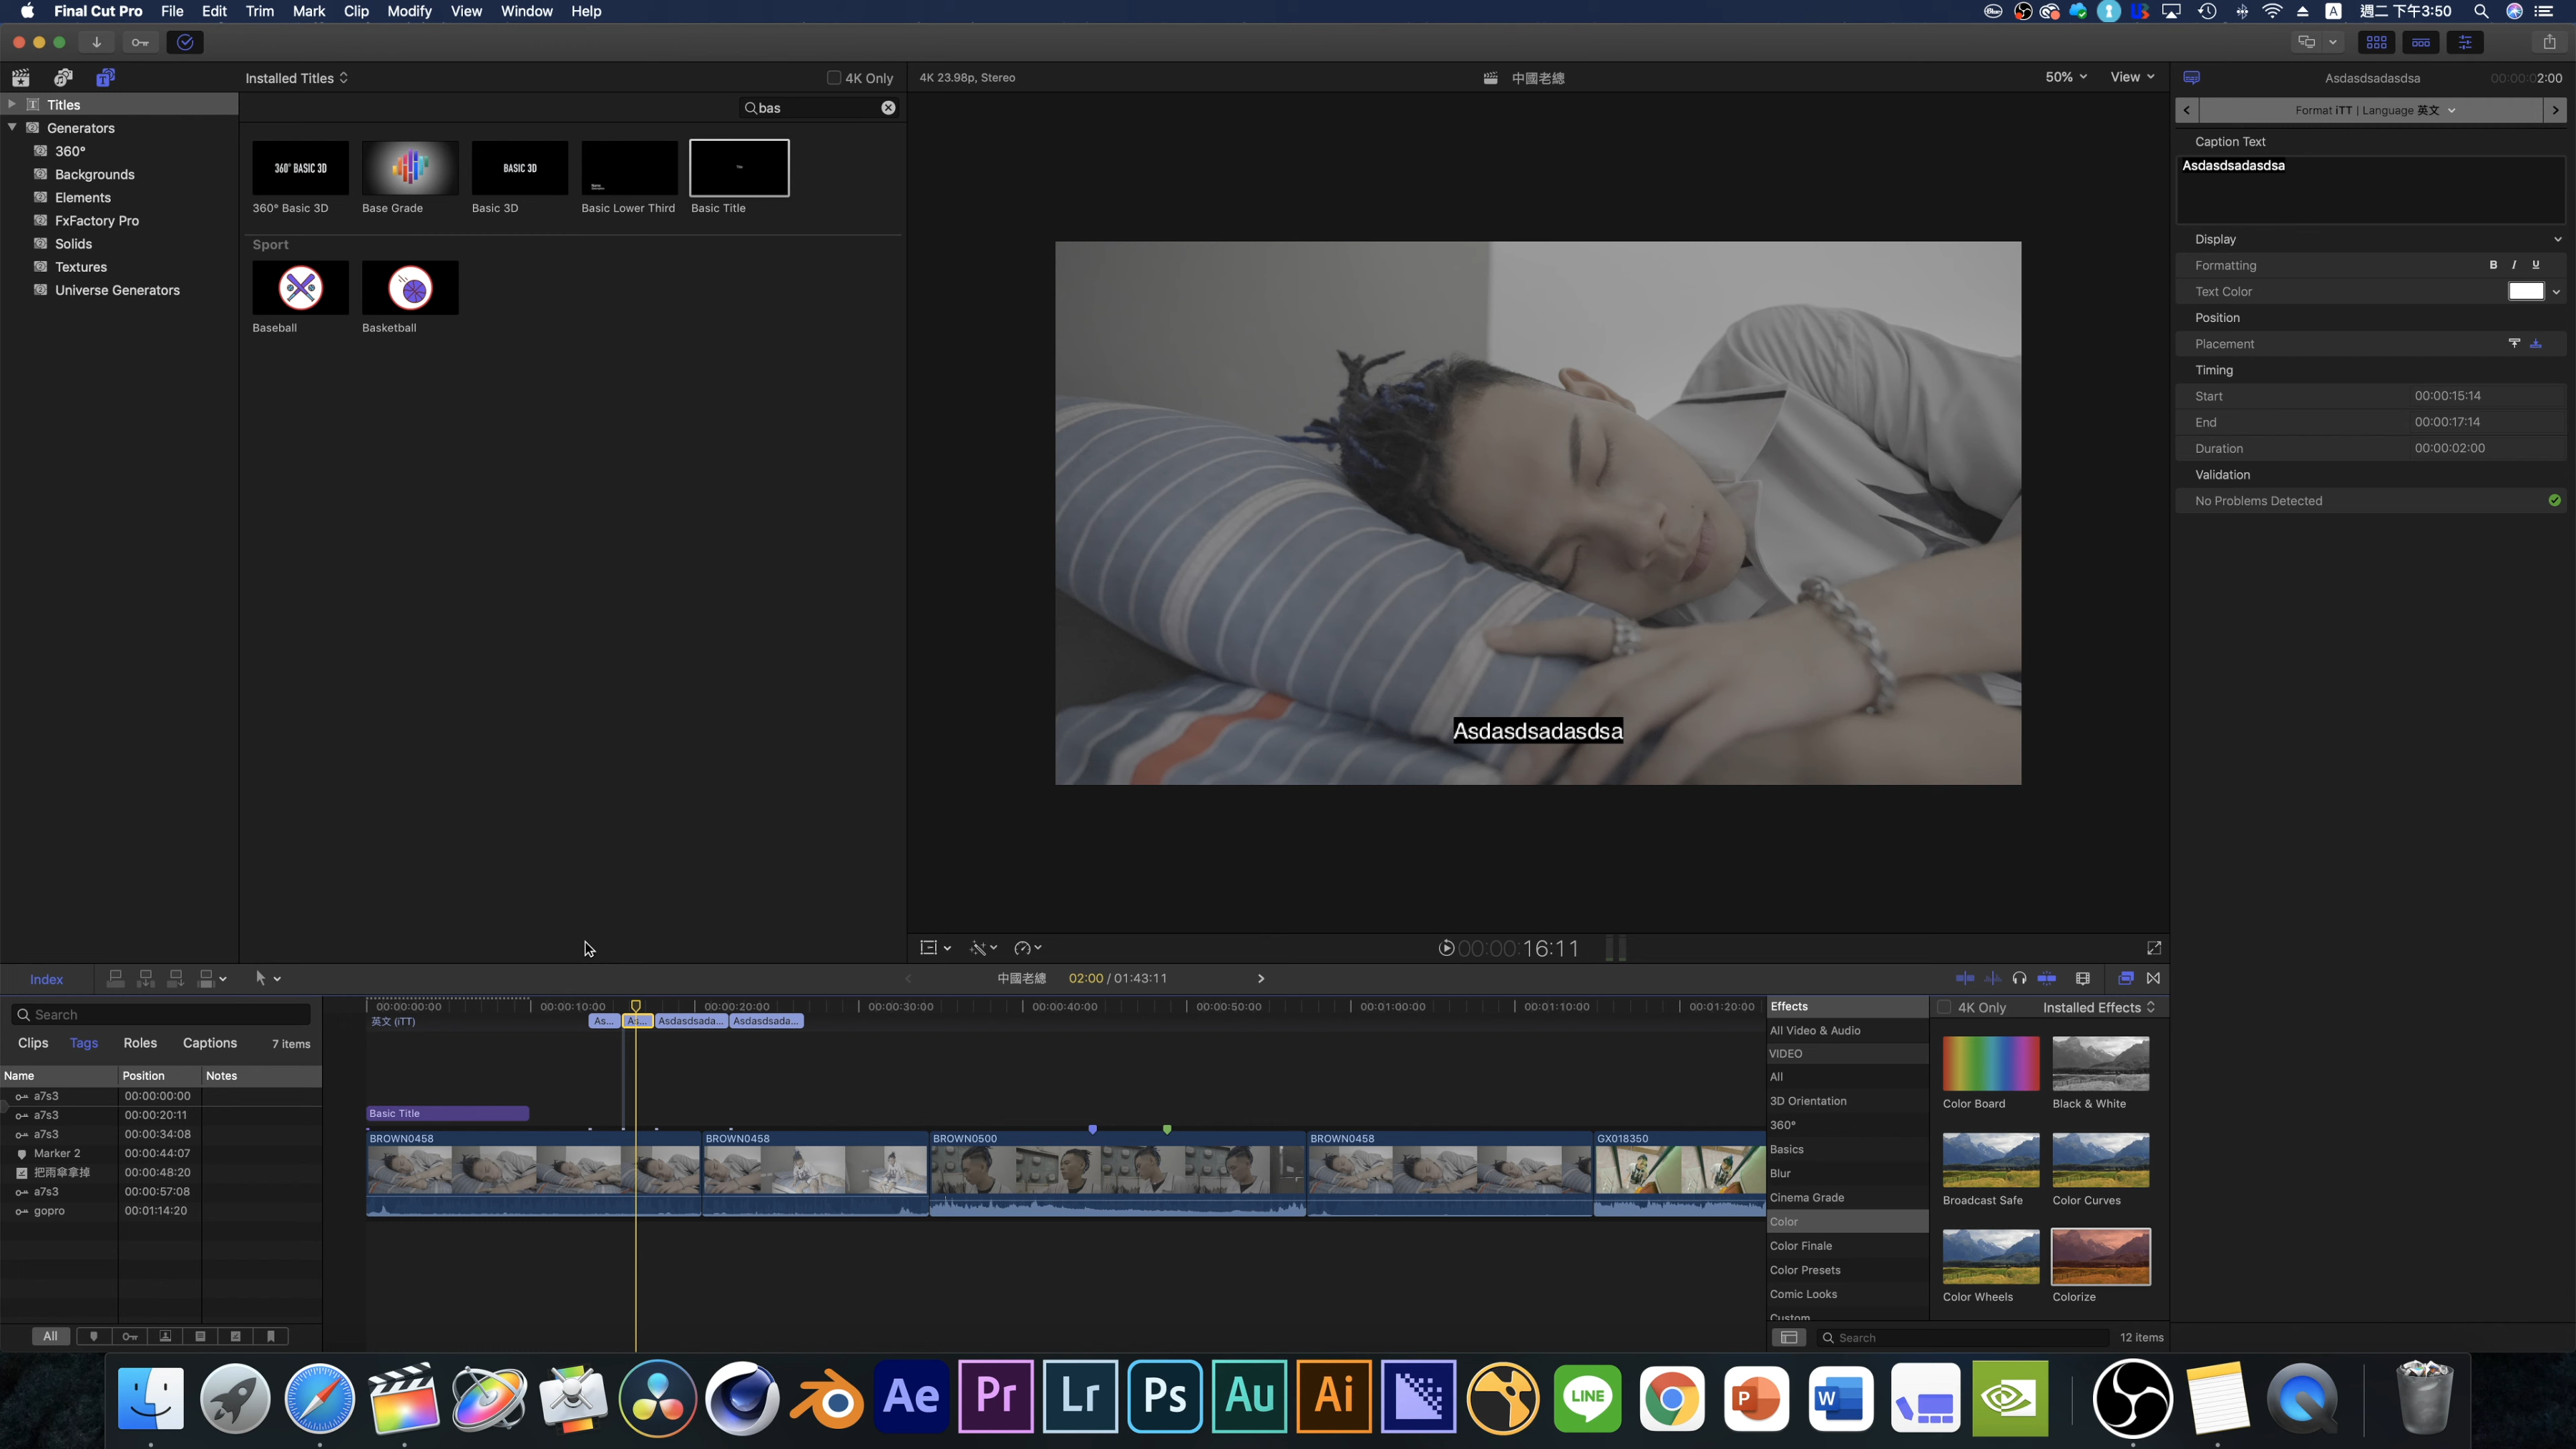 Final Cut Pro File Edit Trim Mark Clip Modify View Window Help
週二 下午3:50
Installed Titles
4K Only
4K 23.98p, Stereo
中國老總
50% View
Asdasdsadasdsa
00:00:02:00
Titles
bas
Format iTT | Language 英文
Generators
360°
Backgrounds
Elements
FxFactory Pro
Solids
Textures
Universe Generators
360° BASIC 3D
BASIC 3D
360° Basic 3D
Base Grade
Basic 3D
Basic Lower Third
Basic Title
Sport
Baseball
Basketball
Caption Text
Asdasdsadasdsa
Display
Formatting B I U
Text Color
Position
Placement
Timing
Start 00:00:15:14
End 00:00:17:14
Duration 00:00:02:00
Validation
No Problems Detected
Asdasdsadasdsa
00:00:16:11
Index
中國老總 02:00 / 01:43:11
Search
Clips Tags Roles Captions 7 items
Name Position Notes
a7s3 00:00:00:00
a7s3 00:00:20:11
a7s3 00:00:34:08
Marker 2 00:00:44:07
把雨傘拿掉 00:00:48:20
a7s3 00:00:57:08
gopro 00:01:14:20
All
00:00:00:00 00:00:10:00 00:00:20:00 00:00:30:00 00:00:40:00 00:00:50:00 00:01:00:00 00:01:10:00 00:01:20:00
英文 (iTT)
As... As... Asdasdsada... Asdasdsada...
Basic Title
BROWN0458 BROWN0458 BROWN0500 BROWN0458 GX018350
Effects
4K Only Installed Effects
All Video & Audio
VIDEO
All
3D Orientation
360°
Basics
Blur
Cinema Grade
Color
Color Finale
Color Presets
Comic Looks
Custom
Color Board
Black & White
Broadcast Safe
Color Curves
Color Wheels
Colorize
Search
12 items
Ae Pr Lr Ps Au Ai LINE P W